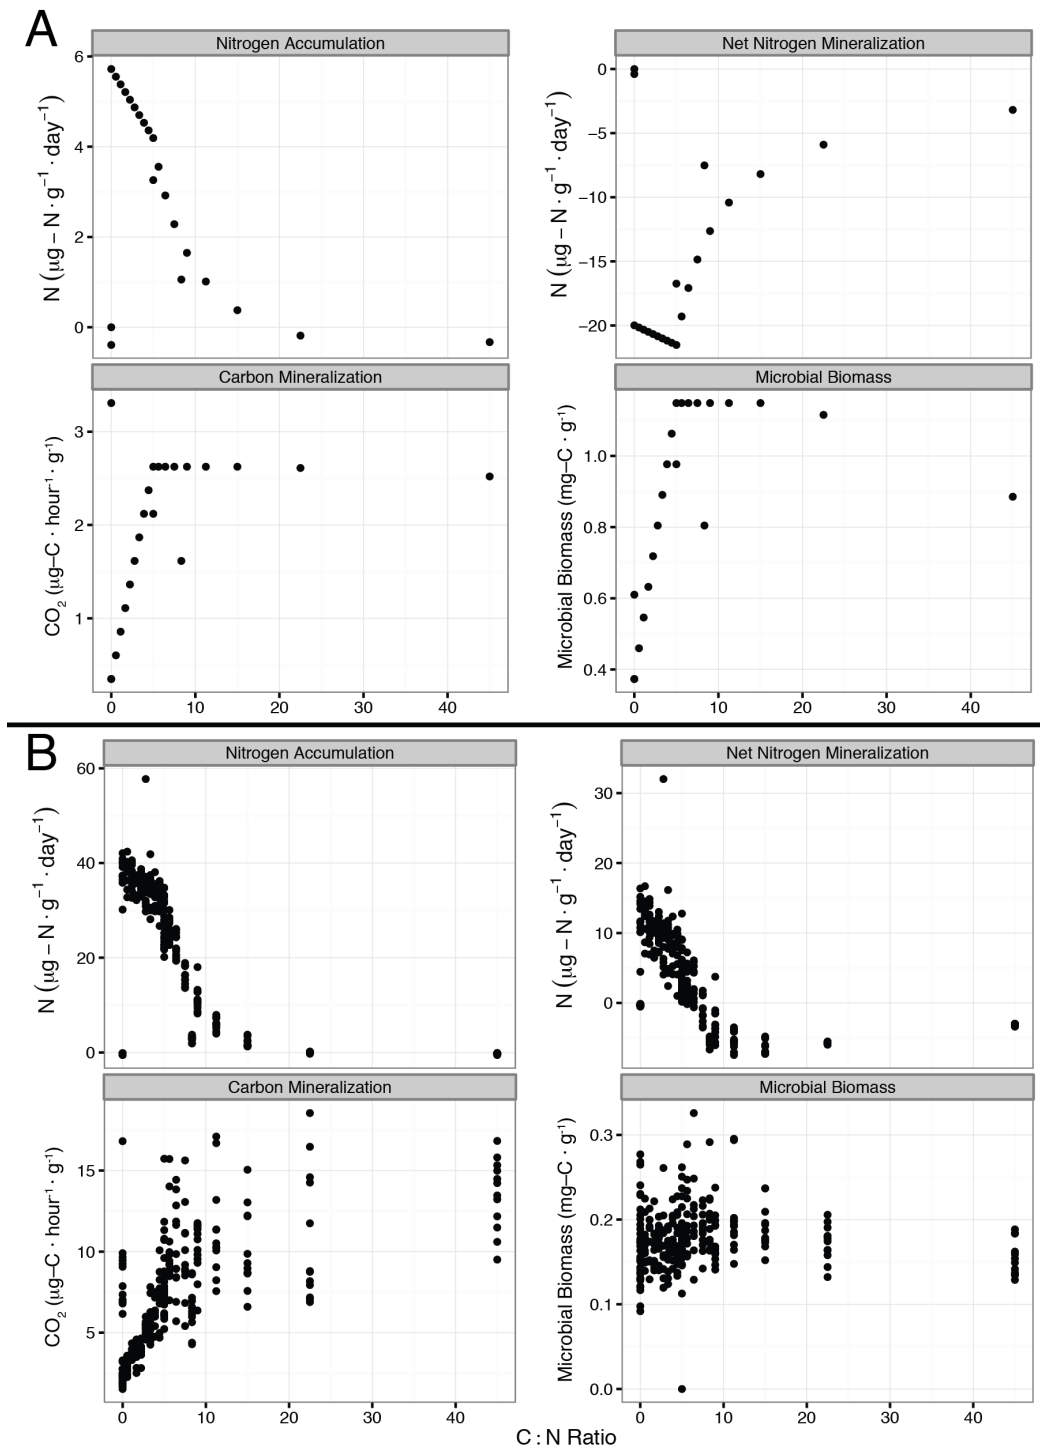 A
Nitrogen Accumulation
N (µg – N · g⁻¹ · day⁻¹)
6
4
2
0
Net Nitrogen Mineralization
N (µg – N · g⁻¹ · day⁻¹)
0
−5
−10
−15
−20
Carbon Mineralization
CO₂ (µg–C · hour⁻¹ · g⁻¹)
3
2
1
0 10 20 30 40
Microbial Biomass
Microbial Biomass (mg–C · g⁻¹)
1.0
0.8
0.6
0.4
0 10 20 30 40
B
Nitrogen Accumulation
N (µg – N · g⁻¹ · day⁻¹)
60
40
20
0
Net Nitrogen Mineralization
N (µg – N · g⁻¹ · day⁻¹)
30
20
10
0
Carbon Mineralization
CO₂ (µg–C · hour⁻¹ · g⁻¹)
15
10
5
0 10 20 30 40
Microbial Biomass
Microbial Biomass (mg–C · g⁻¹)
0.3
0.2
0.1
0.0
0 10 20 30 40
C : N Ratio